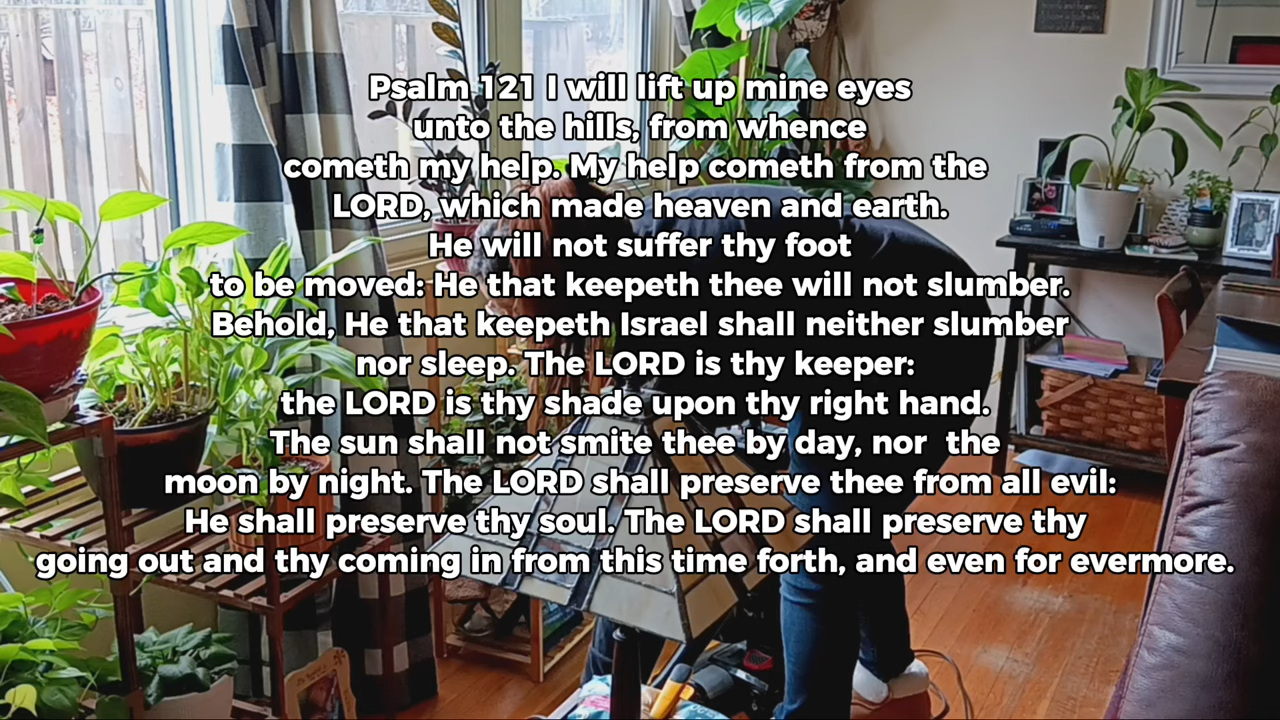 Psalm 121 I will lift up mine eyes
unto the hills, from whence
cometh my help. My help cometh from the
LORD, which made heaven and earth.
He will not suffer thy foot
to be moved: He that keepeth thee will not slumber.
Behold, He that keepeth Israel shall neither slumber
nor sleep. The LORD is thy keeper:
the LORD is thy shade upon thy right hand.
The sun shall not smite thee by day, nor  the
moon by night. The LORD shall preserve thee from all evil:
He shall preserve thy soul. The LORD shall preserve thy
going out and thy coming in from this time forth, and even for evermore.